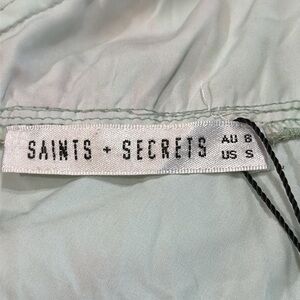 SAINTS + SECRETS
AU 8
US S